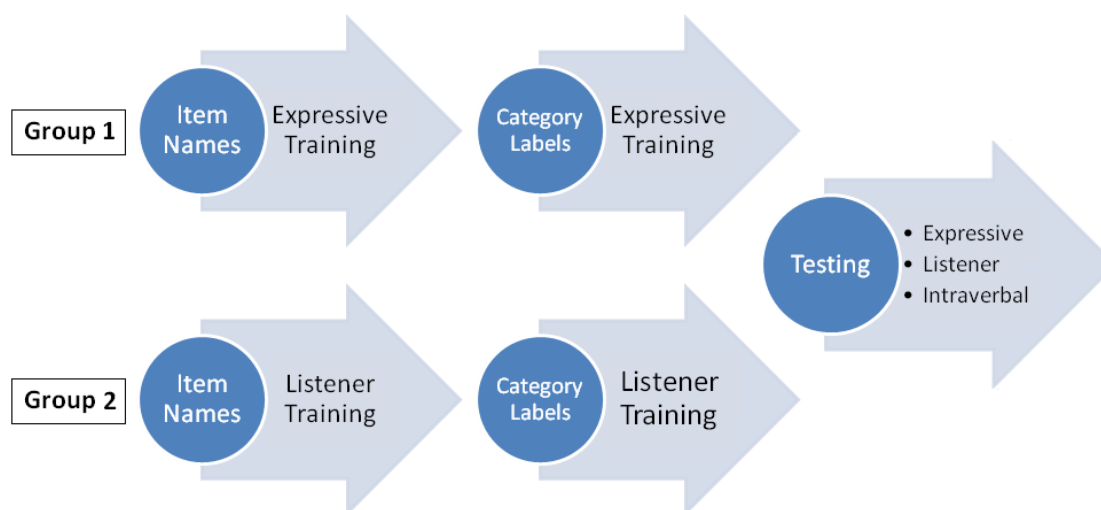 Group 1
Item
Names
Expressive
Training
Category
Labels
Expressive
Training
Testing
• Expressive
• Listener
• Intraverbal
Group 2
Item
Names
Listener
Training
Category
Labels
Listener
Training